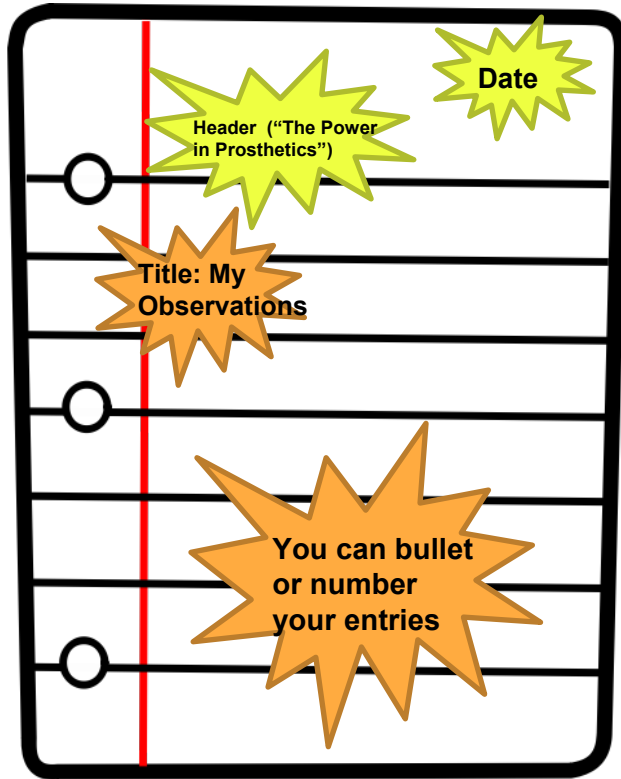 Date
Header (“The Power
in Prosthetics”)
Title: My
Observations
You can bullet
or number
your entries